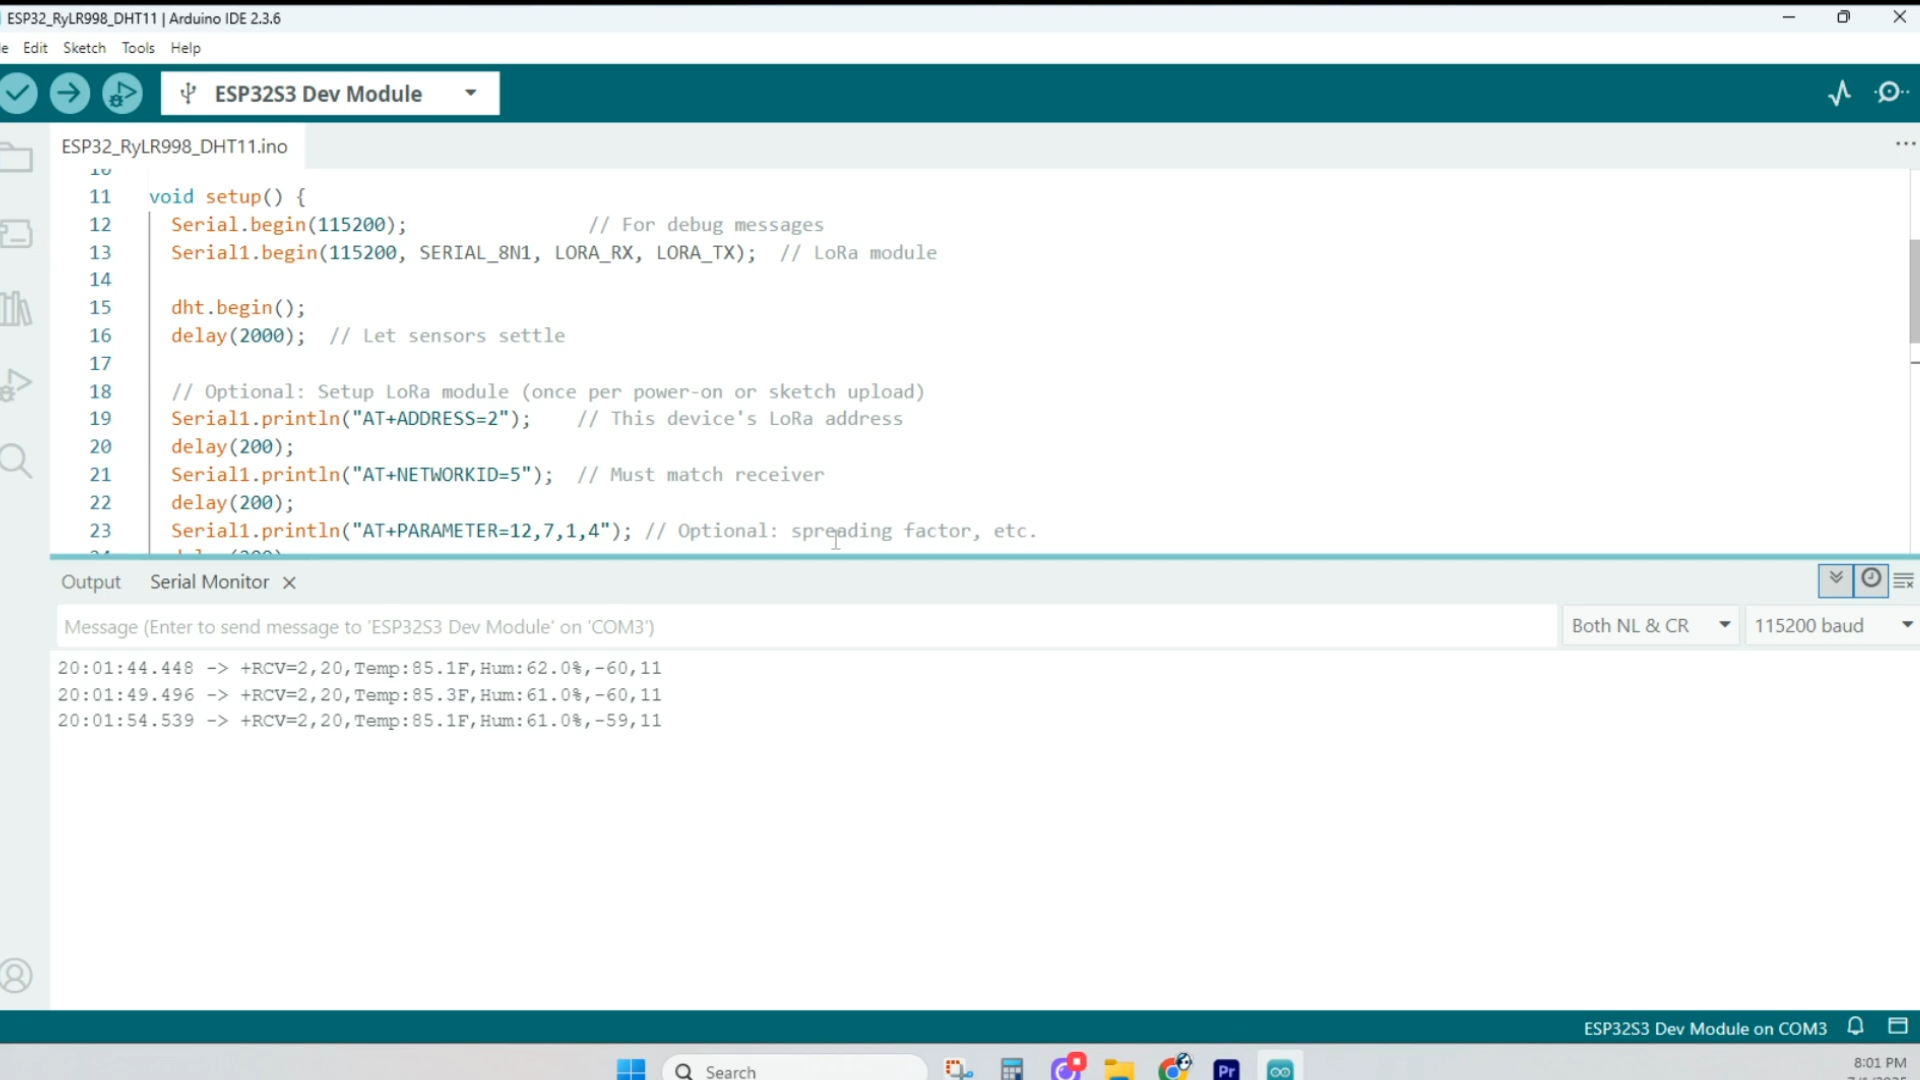 ESP32_RyLR998_DHT11 | Arduino IDE 2.3.6
Edit Sketch Tools Help
ESP32S3 Dev Module
ESP32_RyLR998_DHT11.ino
10
11 void setup() {
12 Serial.begin(115200); // For debug messages
13 Serial1.begin(115200, SERIAL_8N1, LORA_RX, LORA_TX); // LoRa module
14
15 dht.begin();
16 delay(2000); // Let sensors settle
17
18 // Optional: Setup LoRa module (once per power-on or sketch upload)
19 Serial1.println("AT+ADDRESS=2"); // This device's LoRa address
20 delay(200);
21 Serial1.println("AT+NETWORKID=5"); // Must match receiver
22 delay(200);
23 Serial1.println("AT+PARAMETER=12,7,1,4"); // Optional: spreading factor, etc.
Output Serial Monitor
Message (Enter to send message to 'ESP32S3 Dev Module' on 'COM3')
Both NL & CR
115200 baud
20:01:44.448 -> +RCV=2,20,Temp:85.1F,Hum:62.0%,-60,11
20:01:49.496 -> +RCV=2,20,Temp:85.3F,Hum:61.0%,-60,11
20:01:54.539 -> +RCV=2,20,Temp:85.1F,Hum:61.0%,-59,11
ESP32S3 Dev Module on COM3
Search
Pr
8:01 PM